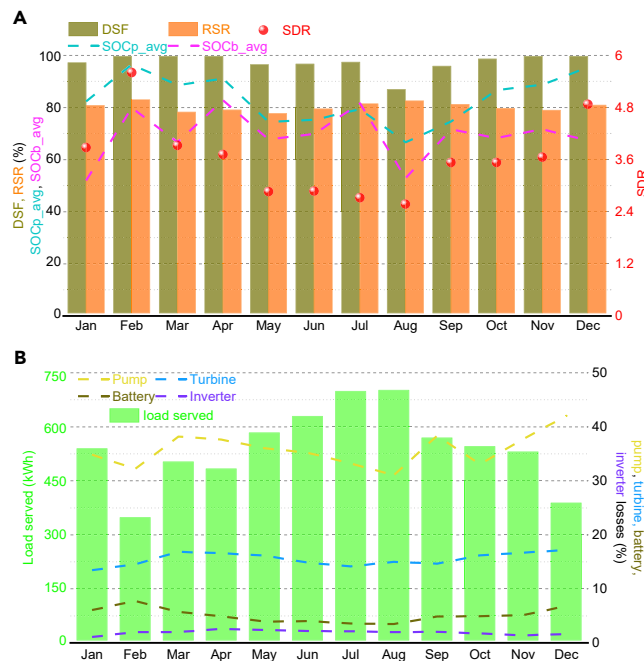 A
DSF RSR SDR
SOCp_avg SOCb_avg
100 6
80 4.8
60 3.6
40 2.4
20 1.2
0 0
DSF, RSR (%)
SOCp_avg, SOCb_avg
SDR
Jan Feb Mar Apr May Jun Jul Aug Sep Oct Nov Dec
B
Pump Turbine
Battery Inverter
load served
750 50
600 40
450 30
300 20
150 10
0 0
Load served (kWh)
pump, turbine, battery,
inverter losses (%)
Jan Feb Mar Apr May Jun Jul Aug Sep Oct Nov Dec